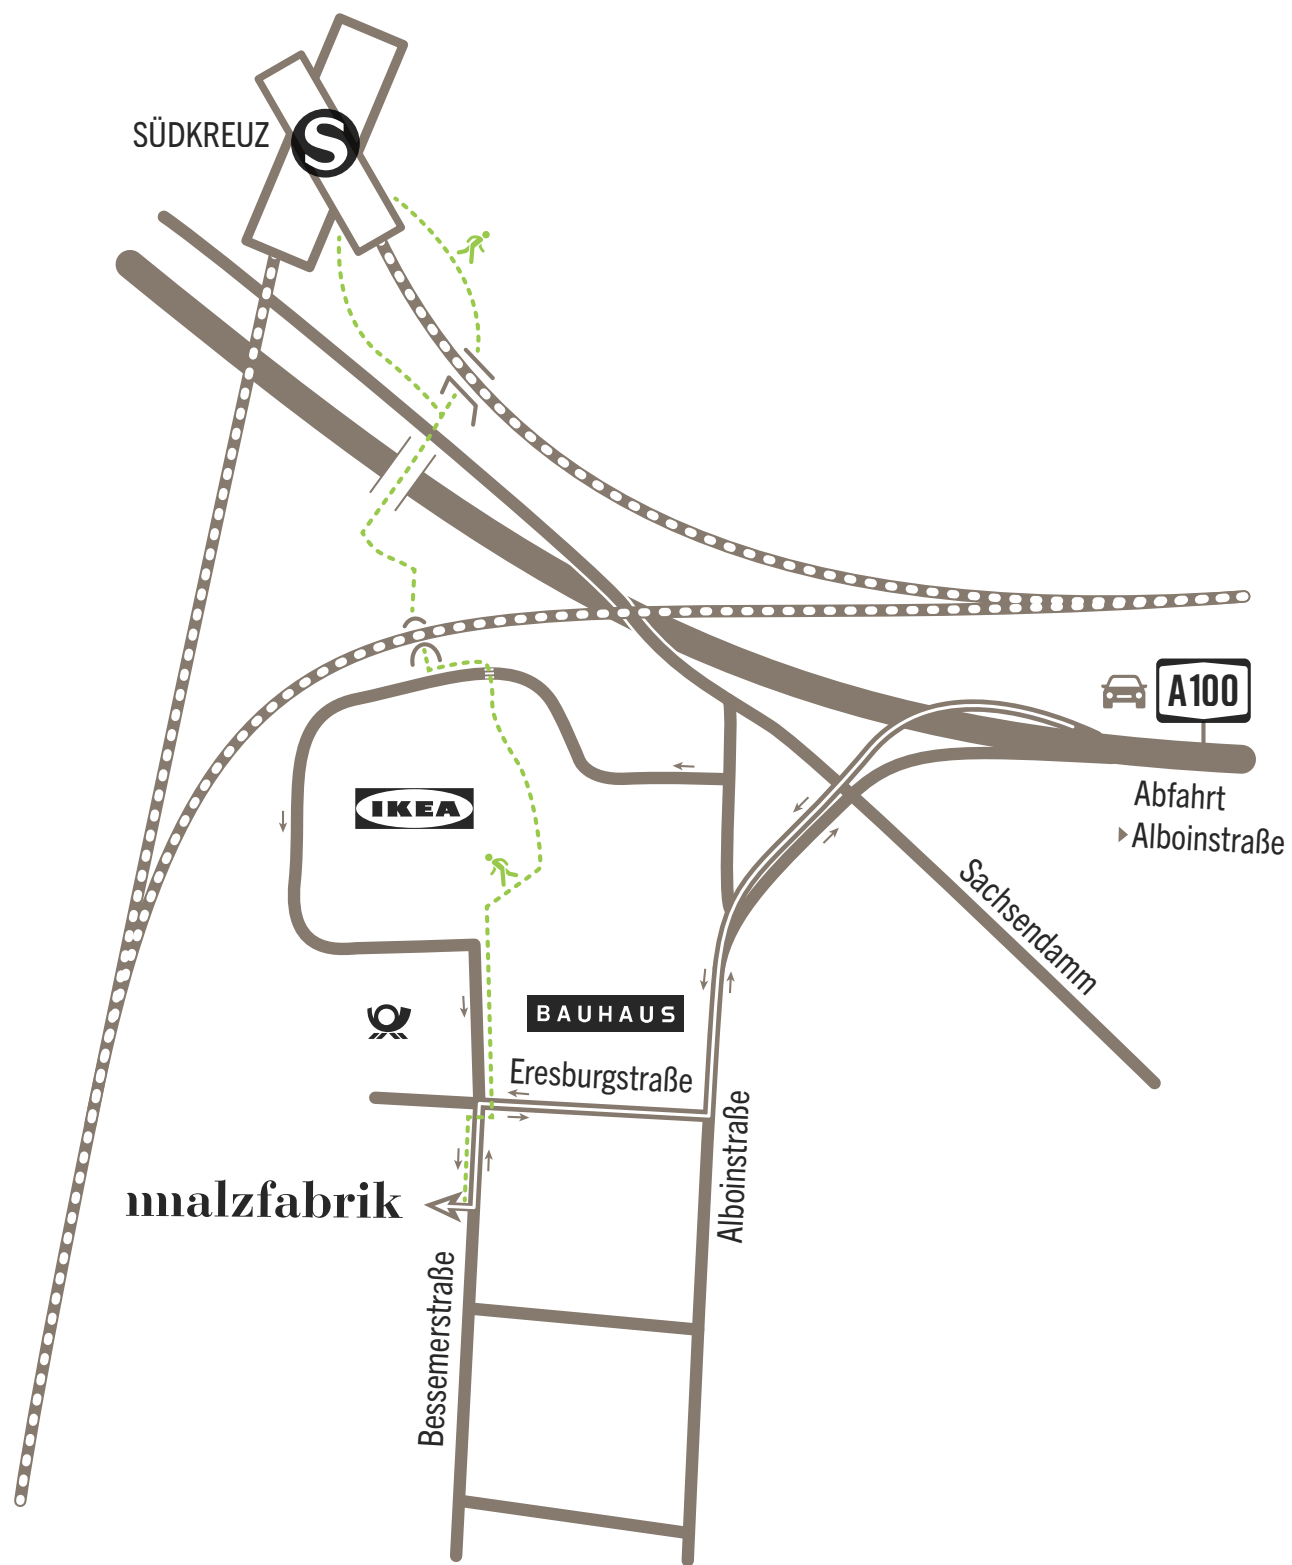 SÜDKREUZ
S
A100
Abfahrt
Alboinstraße
IKEA
Sachsendamm
BAUHAUS
Eresburgstraße
Alboinstraße
malzfabrik
Bessemerstraße